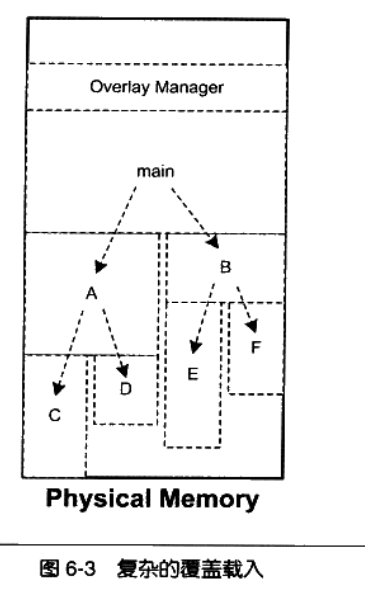 Overlay Manager
main
A
B
C
D
E
F
Physical Memory
图 6-3 复杂的覆盖载入